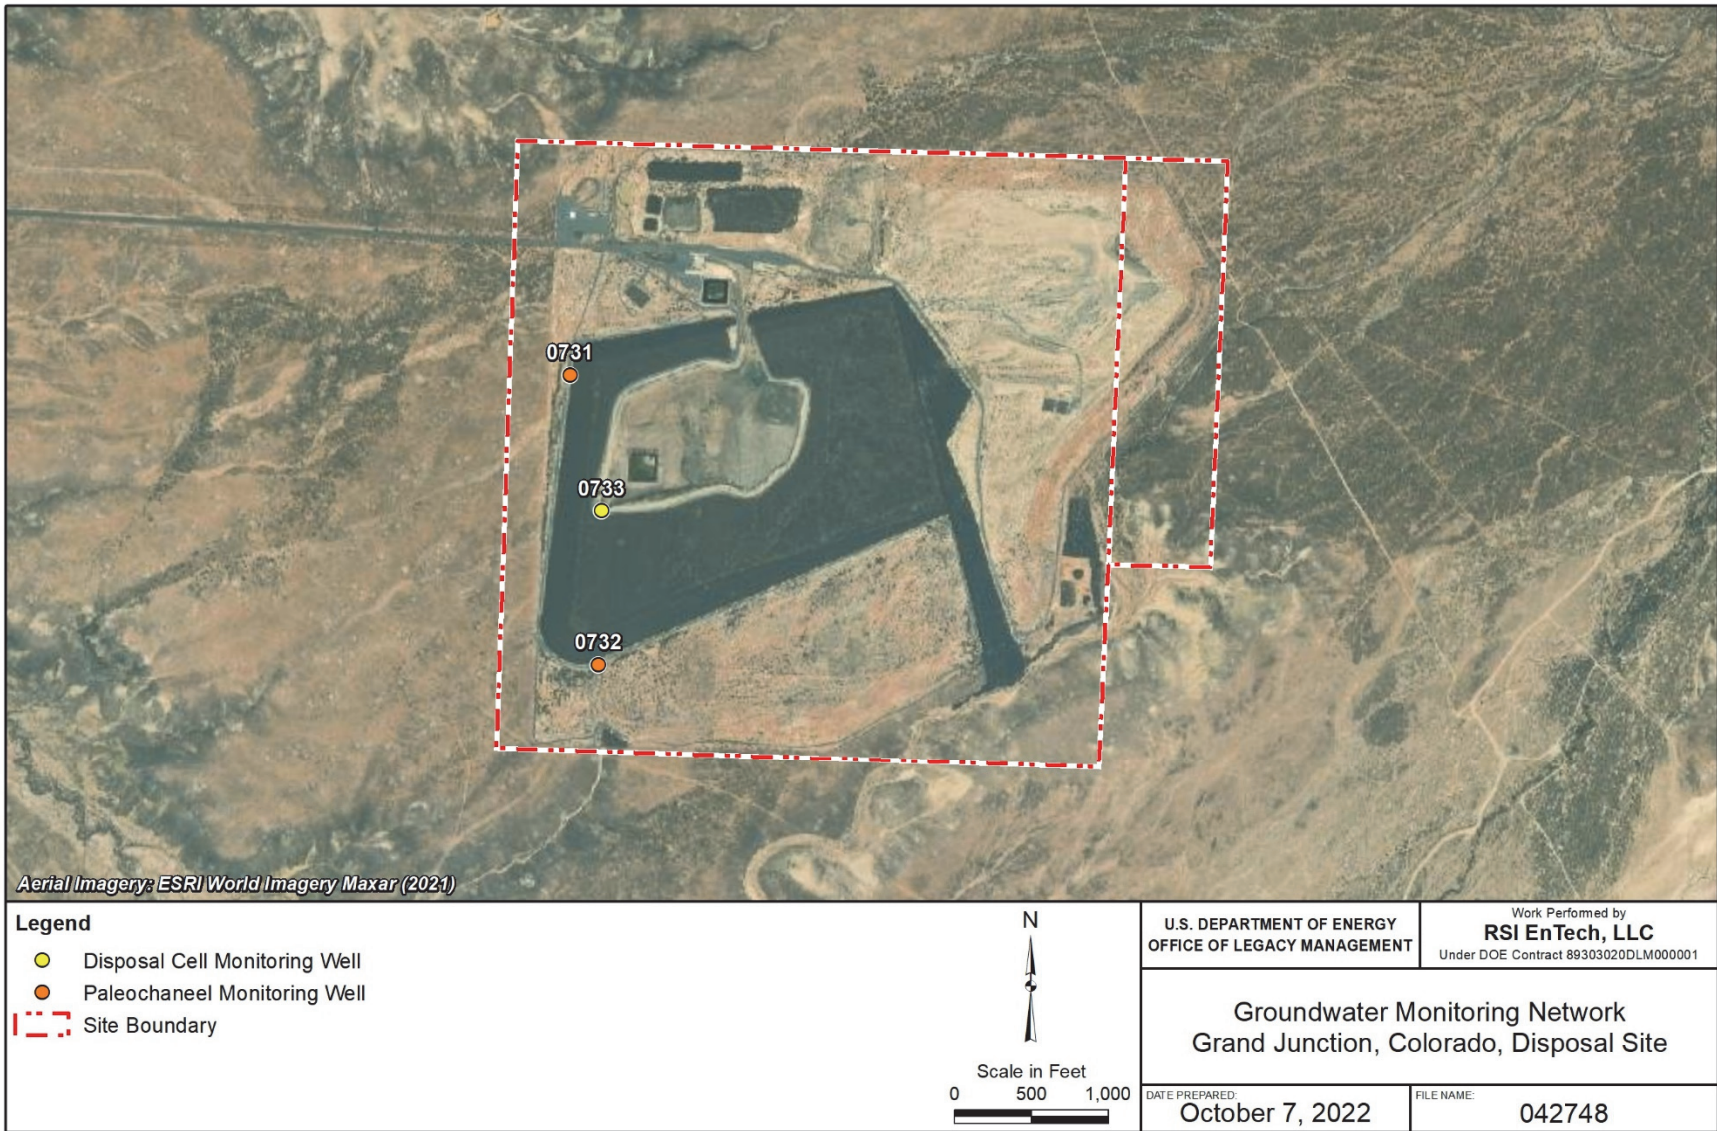 0731
0733
0732
Aerial Imagery: ESRI World Imagery Maxar (2021)
Legend
Disposal Cell Monitoring Well
Paleochaneel Monitoring Well
Site Boundary
N
Scale in Feet
0 500 1,000
U.S. DEPARTMENT OF ENERGY
OFFICE OF LEGACY MANAGEMENT
Work Performed by
RSI EnTech, LLC
Under DOE Contract 89303020DLM000001
Groundwater Monitoring Network
Grand Junction, Colorado, Disposal Site
DATE PREPARED:
October 7, 2022
FILE NAME:
042748